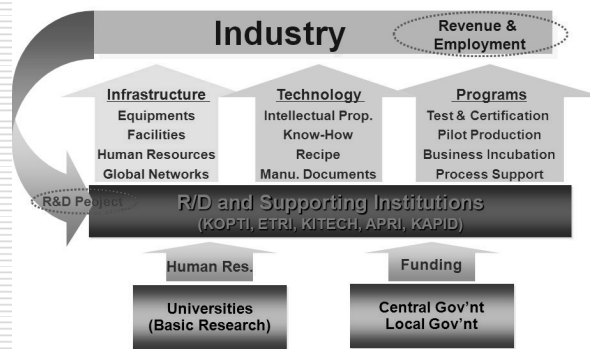 Industry
Revenue &
Employment
Infrastructure
Equipments
Facilities
Human Resources
Global Networks
Technology
Intellectual Prop.
Know-How
Recipe
Manu. Documents
Programs
Test & Certification
Pilot Production
Business Incubation
Process Support
R&D Peoject
R/D and Supporting Institutions
(KOPTI, ETRI, KITECH, APRI, KAPID)
Human Res.
Funding
Universities
(Basic Research)
Central Gov'nt
Local Gov'nt